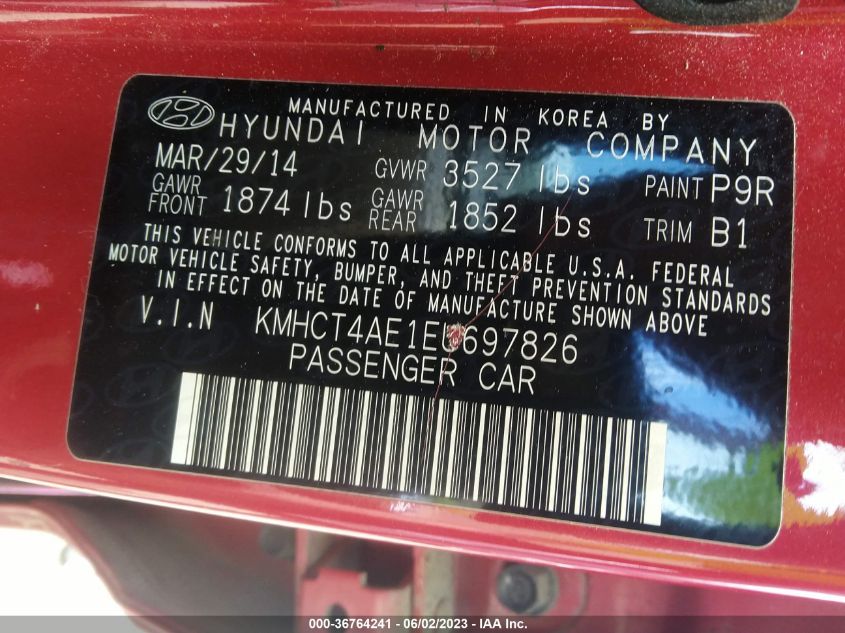 MANUFACTURED IN KOREA BY
HYUNDAI MOTOR COMPANY
MAR/29/14 GVWR 3527 lbs PAINT P9R
GAWR FRONT 1874 lbs GAWR REAR 1852 lbs TRIM B1
THIS VEHICLE CONFORMS TO ALL APPLICABLE U.S.A. FEDERAL
MOTOR VEHICLE SAFETY, BUMPER, AND THEFT PREVENTION STANDARDS
IN EFFECT ON THE DATE OF MANUFACTURE SHOWN ABOVE.
V.I.N KMHCT4AE1EU697826
PASSENGER CAR
000-36764241 - 06/02/2023 - IAA Inc.